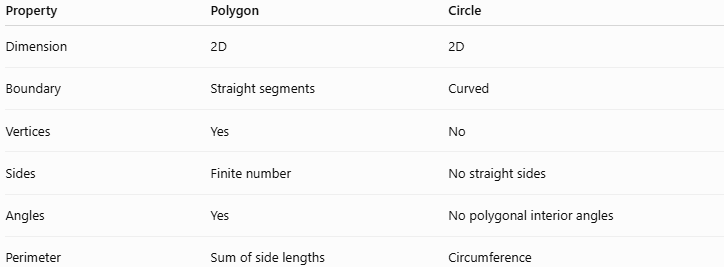 Property Polygon Circle
Dimension 2D 2D
Boundary Straight segments Curved
Vertices Yes No
Sides Finite number No straight sides
Angles Yes No polygonal interior angles
Perimeter Sum of side lengths Circumference